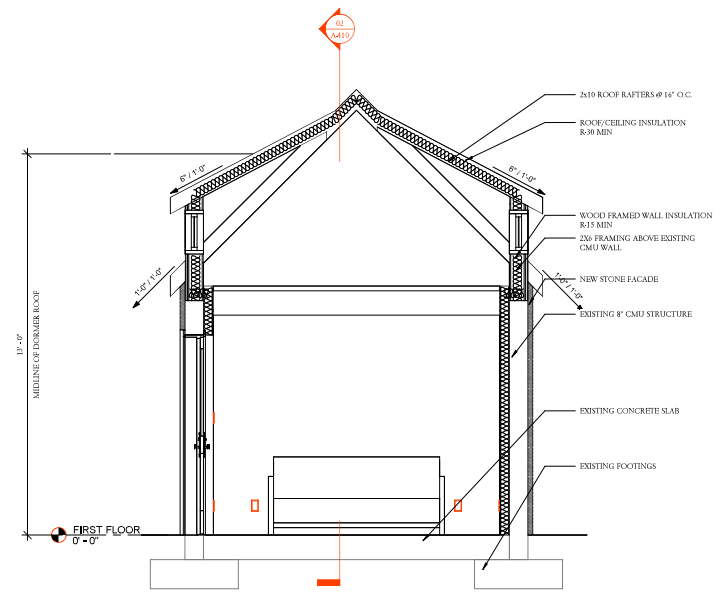 02
A410
2x10 ROOF RAFTERS @ 16" O.C.
ROOF/CEILING INSULATION
R-30 MIN
6" / 1'-0"
6" / 1'-0"
WOOD FRAMED WALL INSULATION
R-15 MIN
2X6 FRAMING ABOVE EXISTING
CMU WALL
1'-0" / 1'-0"
1'-0" / 1'-0"
NEW STONE FACADE
EXISTING 8" CMU STRUCTURE
13' - 0"
MIDLINE OF DORMER ROOF
EXISTING CONCRETE SLAB
EXISTING FOOTINGS
FIRST FLOOR
0' - 0"